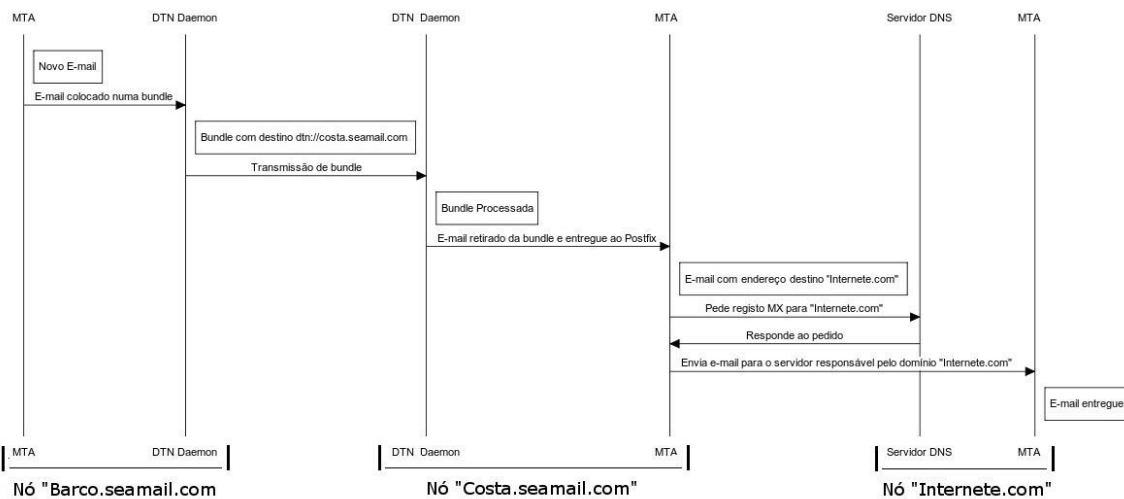 MTA
DTN Daemon
DTN Daemon
MTA
Servidor DNS
MTA
Novo E-mail
E-mail colocado numa bundle
Bundle com destino dtn://costa.seamail.com
Transmissão de bundle
Bundle Processada
E-mail retirado da bundle e entregue ao Postfix
E-mail com endereço destino "Internete.com"
Pede registo MX para "Internete.com"
Responde ao pedido
Envia e-mail para o servidor responsável pelo domínio "Internete.com"
E-mail entregue
MTA
DTN Daemon
DTN Daemon
MTA
Servidor DNS
MTA
Nó "Barco.seamail.com
Nó "Costa.seamail.com"
Nó "Internete.com"